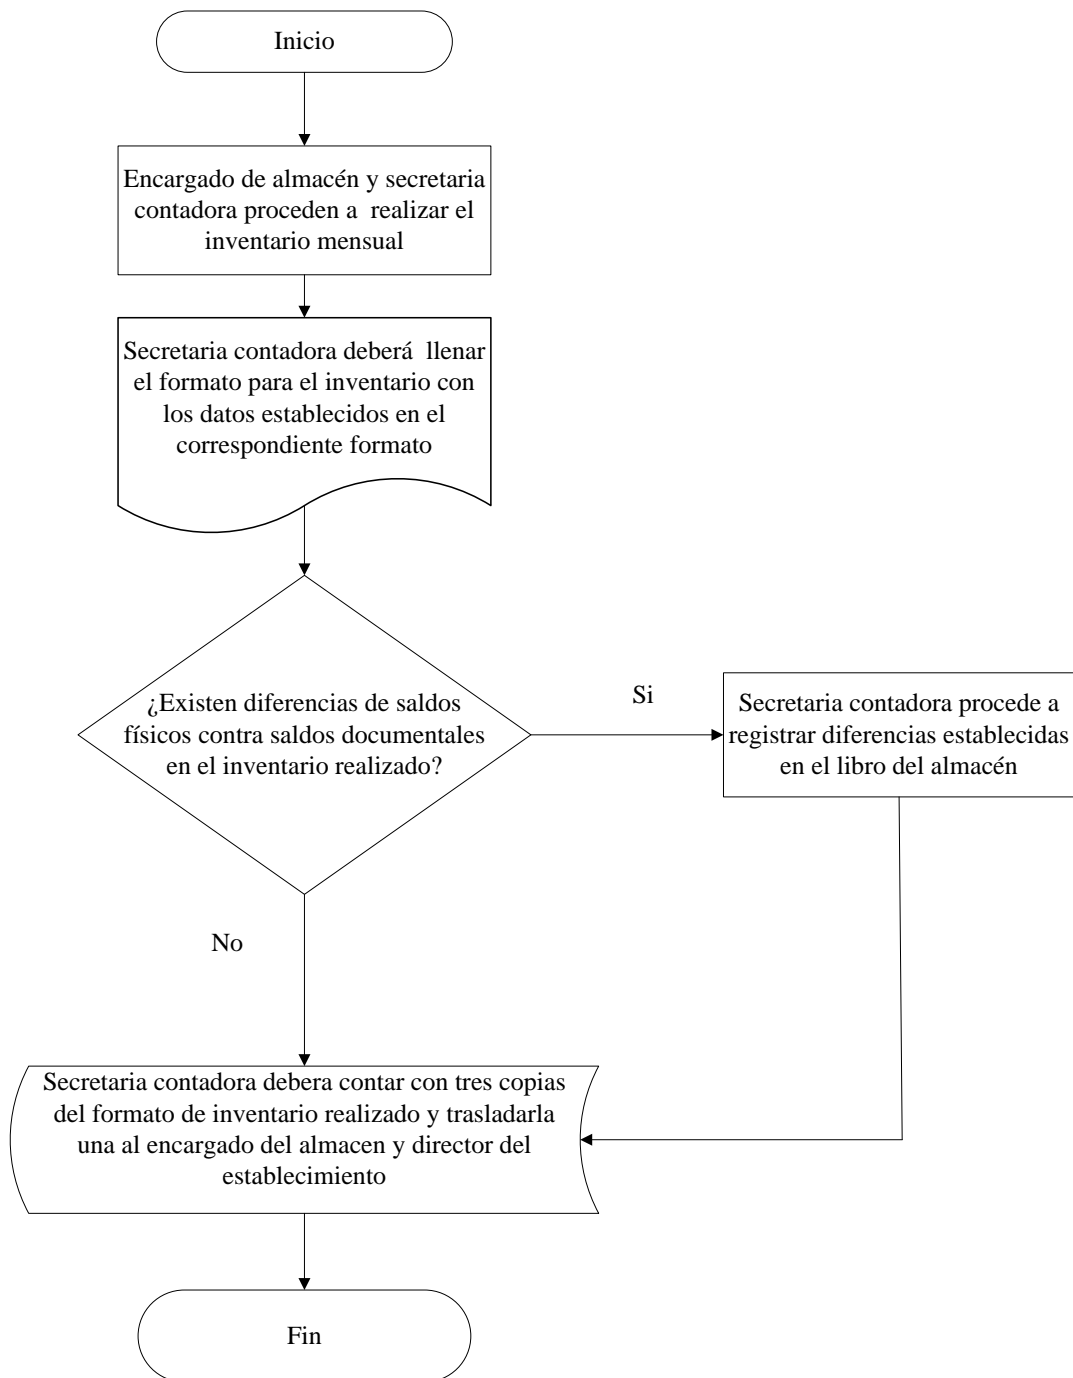 Inicio
Encargado de almacén y secretaria
contadora proceden a  realizar el
inventario mensual
Secretaria contadora deberá  llenar
el formato para el inventario con
los datos establecidos en el
correspondiente formato
¿Existen diferencias de saldos
físicos contra saldos documentales
en el inventario realizado?
Si
Secretaria contadora procede a
registrar diferencias establecidas
en el libro del almacén
No
Secretaria contadora debera contar con tres copias
del formato de inventario realizado y trasladarla
una al encargado del almacen y director del
establecimiento
Fin